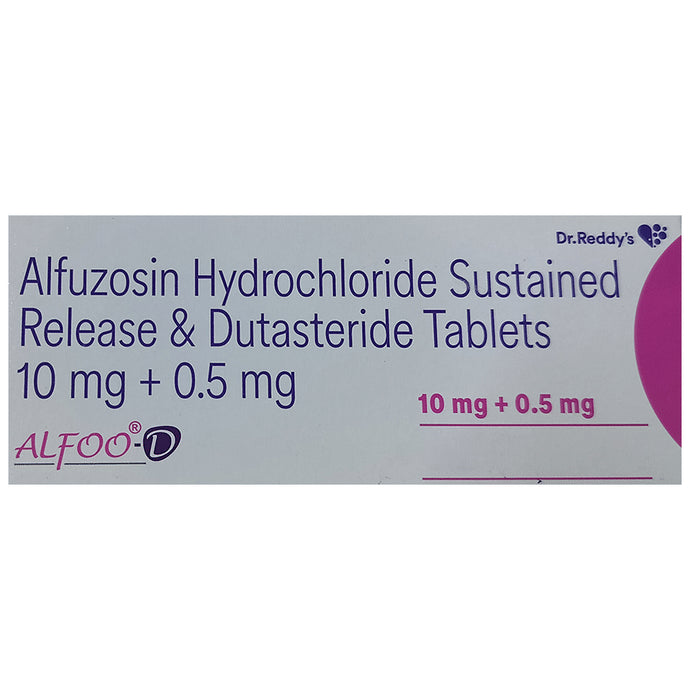 Dr.Reddy's
Alfuzosin Hydrochloride Sustained
Release & Dutasteride Tablets
10 mg + 0.5 mg
10 mg + 0.5 mg
ALFOO®-D